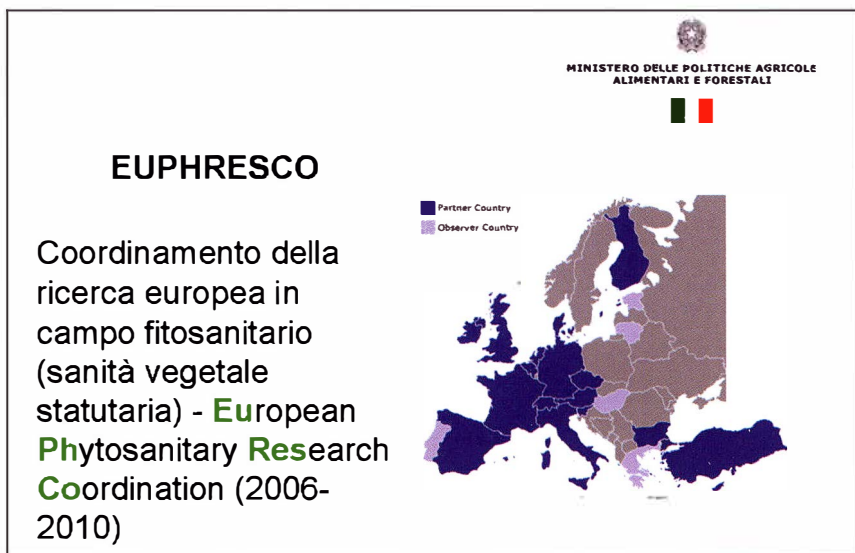 MINISTERO DELLE POLITICHE AGRICOLE
ALIMENTARI E FORESTALI
EUPHRESCO
Partner Country
Observer Country
Coordinamento della
ricerca europea in
campo fitosanitario
(sanità vegetale
statutaria) - European
Phytosanitary Research
Coordination (2006-
2010)